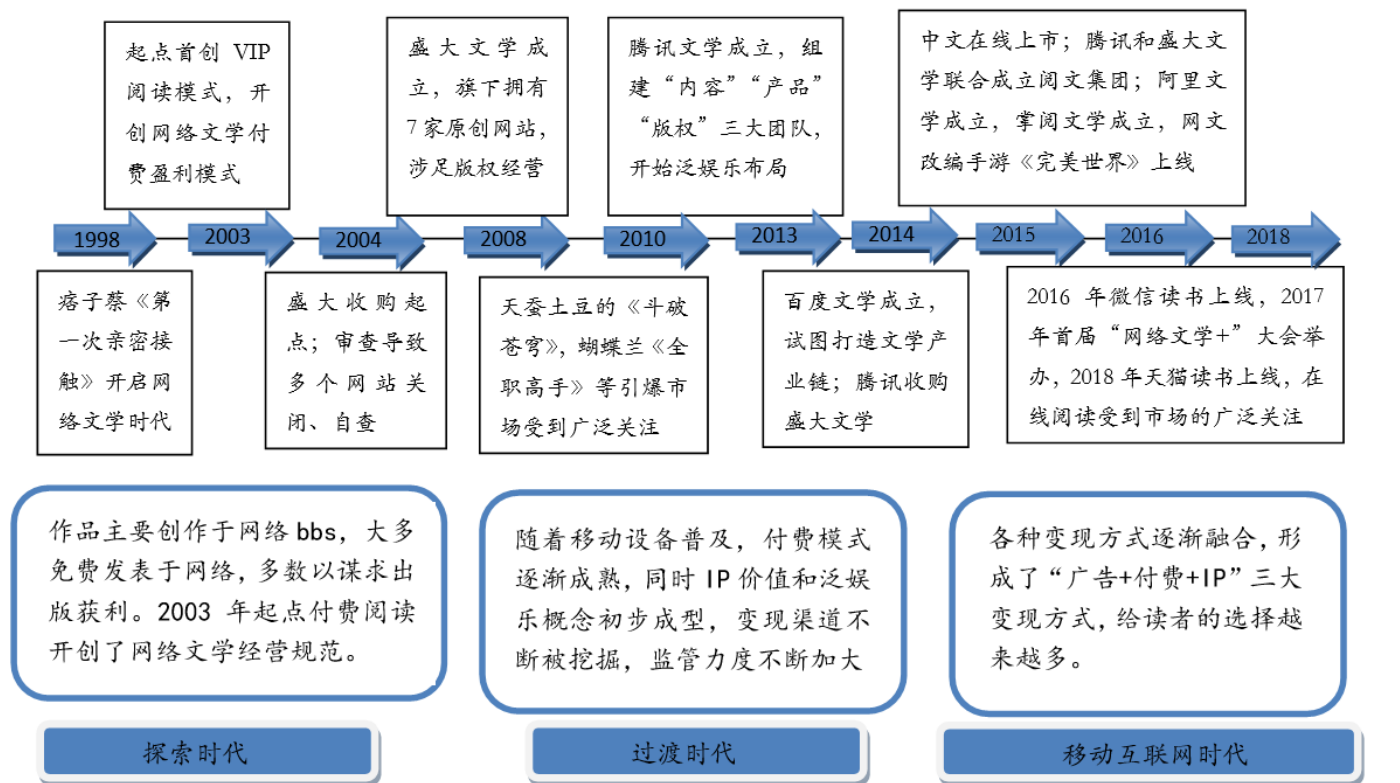 起点首创 VIP
阅读模式，开
创网络文学付
费盈利模式
盛大文学成
立，旗下拥有
7家原创网站，
涉足版权经营
腾讯文学成立，组
建“内容”“产品”
“版权”三大团队，
开始泛娱乐布局
中文在线上市；腾讯和盛大文
学联合成立阅文集团；阿里文
学成立，掌阅文学成立，网文
改编手游《完美世界》上线
1998
2003
2004
2008
2010
2013
2014
2015
2016
2018
痞子蔡《第
一次亲密接
触》开启网
络文学时代
盛大收购起
点；审查导致
多个网站关
闭、自查
天蚕土豆的《斗破
苍穹》，蝴蝶兰《全
职高手》等引爆市
场受到广泛关注
百度文学成立，
试图打造文学产
业链；腾讯收购
盛大文学
2016 年微信读书上线，2017
年首届“网络文学+”大会举
办，2018 年天猫读书上线，在
线阅读受到市场的广泛关注
作品主要创作于网络 bbs，大多
免费发表于网络，多数以谋求出
版获利。2003 年起点付费阅读
开创了网络文学经营规范。
随着移动设备普及，付费模式
逐渐成熟，同时 IP 价值和泛娱
乐概念初步成型，变现渠道不
断被挖掘，监管力度不断加大
各种变现方式逐渐融合，形
成了“广告+付费+IP”三大
变现方式，给读者的选择越
来越多。
探索时代
过渡时代
移动互联网时代